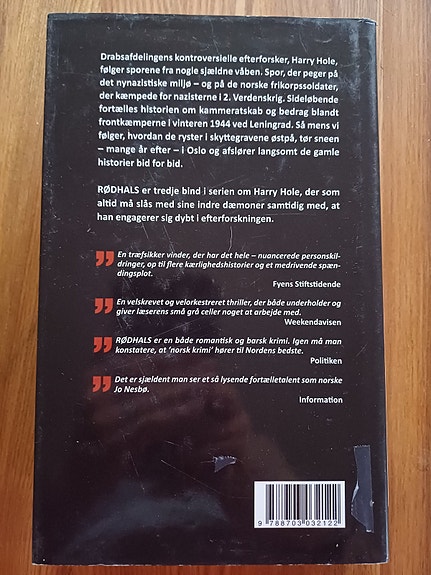 Drabsafdelingens kontroversielle efterforsker, Harry Hole,
følger sporene fra nogle sjældne våben. Spor, der peger på
det nynazistiske miljø – og på de norske frikorpssoldater,
der kæmpede for nazisterne i 2. Verdenskrig. Sideløbende
fortælles historien om kammeratskab og bedrag blandt
frontkæmperne i vinteren 1944 ved Leningrad. Så mens vi
følger, hvordan de ryster i skyttegravene østpå, tør sneen
– mange år efter – i Oslo og afslører langsomt de gamle
historier bid for bid.
RØDHALS er tredje bind i serien om Harry Hole, der som
altid må slås med sine indre dæmoner samtidig med, at
han engagerer sig dybt i efterforskningen.
” En træfsikker vinder, der har det hele – nuancerede personskil-
dringer, op til flere kærlighedshistorier og et medrivende spæn-
dingsplot.
Fyens Stiftstidende
” En velskrevet og velorkestreret thriller, der både underholder og
giver læserens små grå celler noget at arbejde med.
Weekendavisen
” RØDHALS er en både romantisk og barsk krimi. Igen må man
konstatere, at ’norsk krimi’ hører til Nordens bedste.
Politiken
” Det er sjældent man ser et så lysende fortælletalent som norske
Jo Nesbø.
Information
9 788703 032122